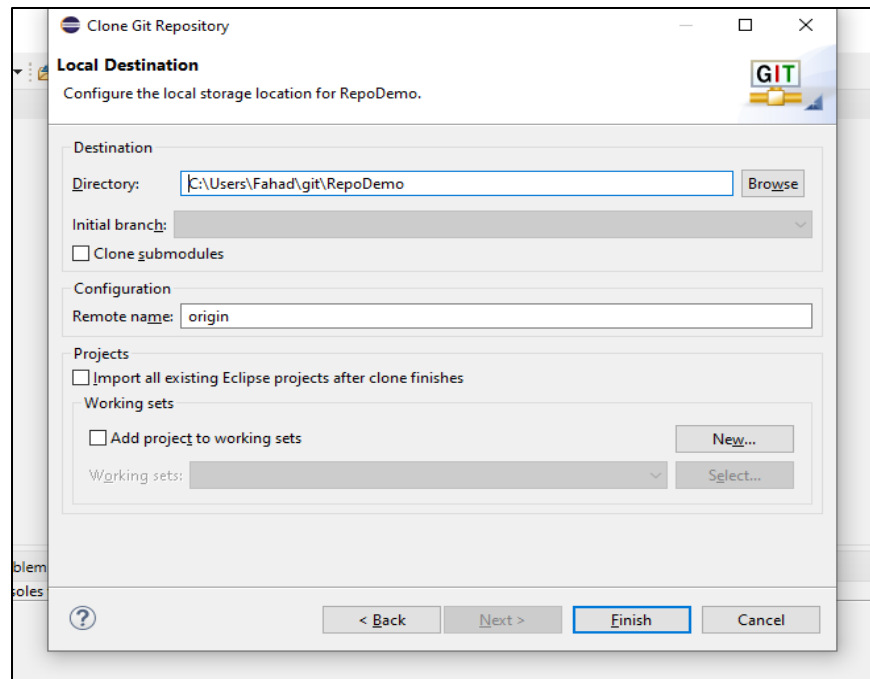 Clone Git Repository
Local Destination
Configure the local storage location for RepoDemo.
GIT
Destination
Directory: C:\Users\Fahad\git\RepoDemo Browse
Initial branch:
Clone submodules
Configuration
Remote name: origin
Projects
Import all existing Eclipse projects after clone finishes
Working sets
Add project to working sets New...
Working sets: Select...
blem
soles
? < Back Next > Finish Cancel